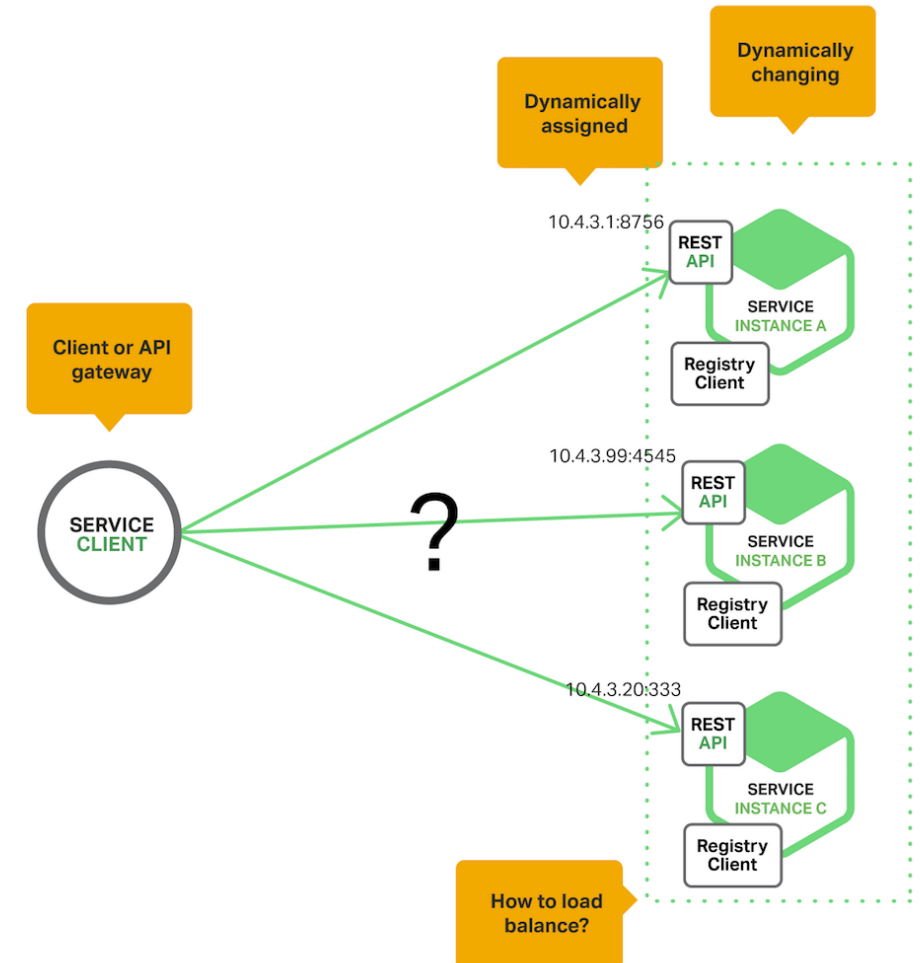 Dynamically
changing
Dynamically
assigned
10.4.3.1:8756
REST
API
SERVICE
INSTANCE A
Registry
Client
Client or API
gateway
SERVICE
CLIENT
?
10.4.3.99:4545
REST
API
SERVICE
INSTANCE B
Registry
Client
10.4.3.20:333
REST
API
SERVICE
INSTANCE C
Registry
Client
How to load
balance?